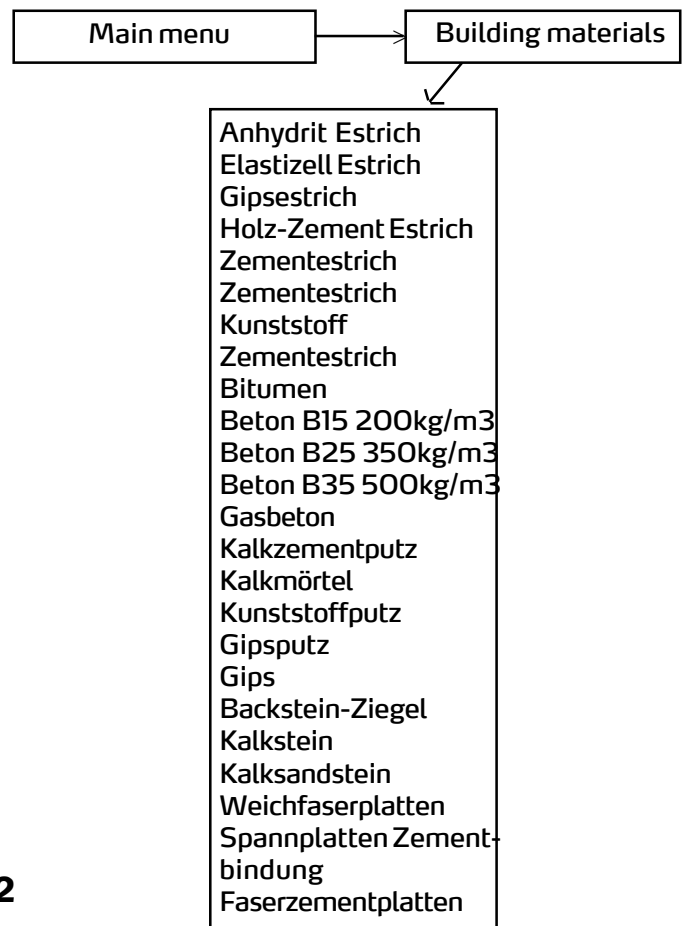 Main menu
Building materials
Anhydrit Estrich
Elastizell Estrich
Gipsestrich
Holz-Zement Estrich
Zementestrich
Zementestrich
Kunststoff
Zementestrich
Bitumen
Beton B15 200kg/m3
Beton B25 350kg/m3
Beton B35 500kg/m3
Gasbeton
Kalkzementputz
Kalkmörtel
Kunststoffputz
Gipsputz
Gips
Backstein-Ziegel
Kalkstein
Kalksandstein
Weichfaserplatten
Spannplatten Zement-
bindung
Faserzementplatten
2